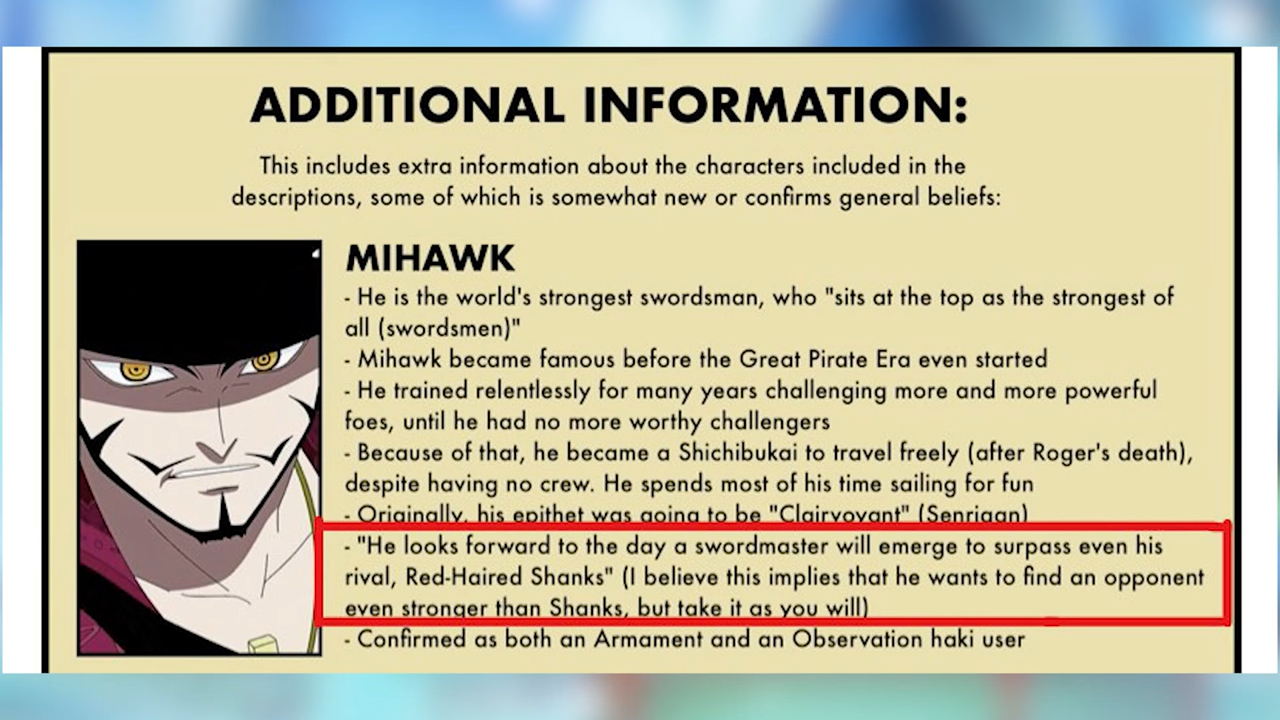 ADDITIONAL INFORMATION:
This includes extra information about the characters included in the
descriptions, some of which is somewhat new or confirms general beliefs:
MIHAWK
- He is the world's strongest swordsman, who "sits at the top as the strongest of
all (swordsmen)"
- Mihawk became famous before the Great Pirate Era even started
- He trained relentlessly for many years challenging more and more powerful
foes, until he had no more worthy challengers
- Because of that, he became a Shichibukai to travel freely (after Roger's death),
despite having no crew. He spends most of his time sailing for fun
- Originally, his epithet was going to be "Clairvoyant" (Senrigan)
- "He looks forward to the day a swordmaster will emerge to surpass even his
rival, Red-Haired Shanks" (I believe this implies that he wants to find an opponent
even stronger than Shanks, but take it as you will)
- Confirmed as both an Armament and an Observation haki user